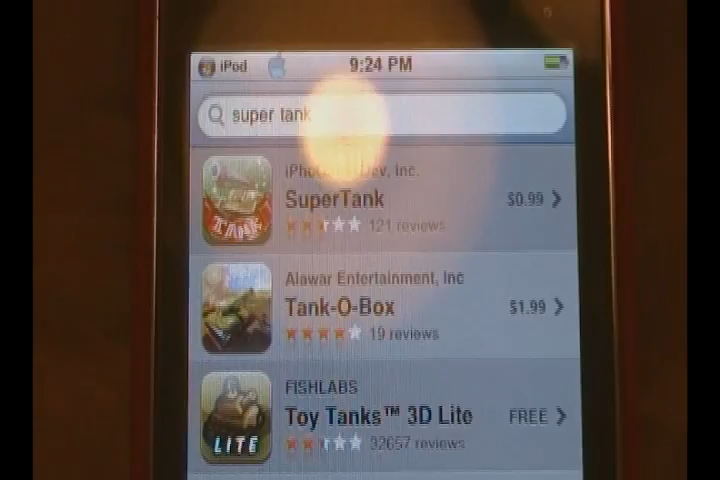 iPod 9:24 PM
super tank
Dev, Inc.
SuperTank $0.99
121 reviews
TANK
Alawar Entertainment, Inc
Tank-O-Box $1.99
19 reviews
FISHLABS
Toy Tanks™ 3D Lite FREE
LITE
32657 reviews